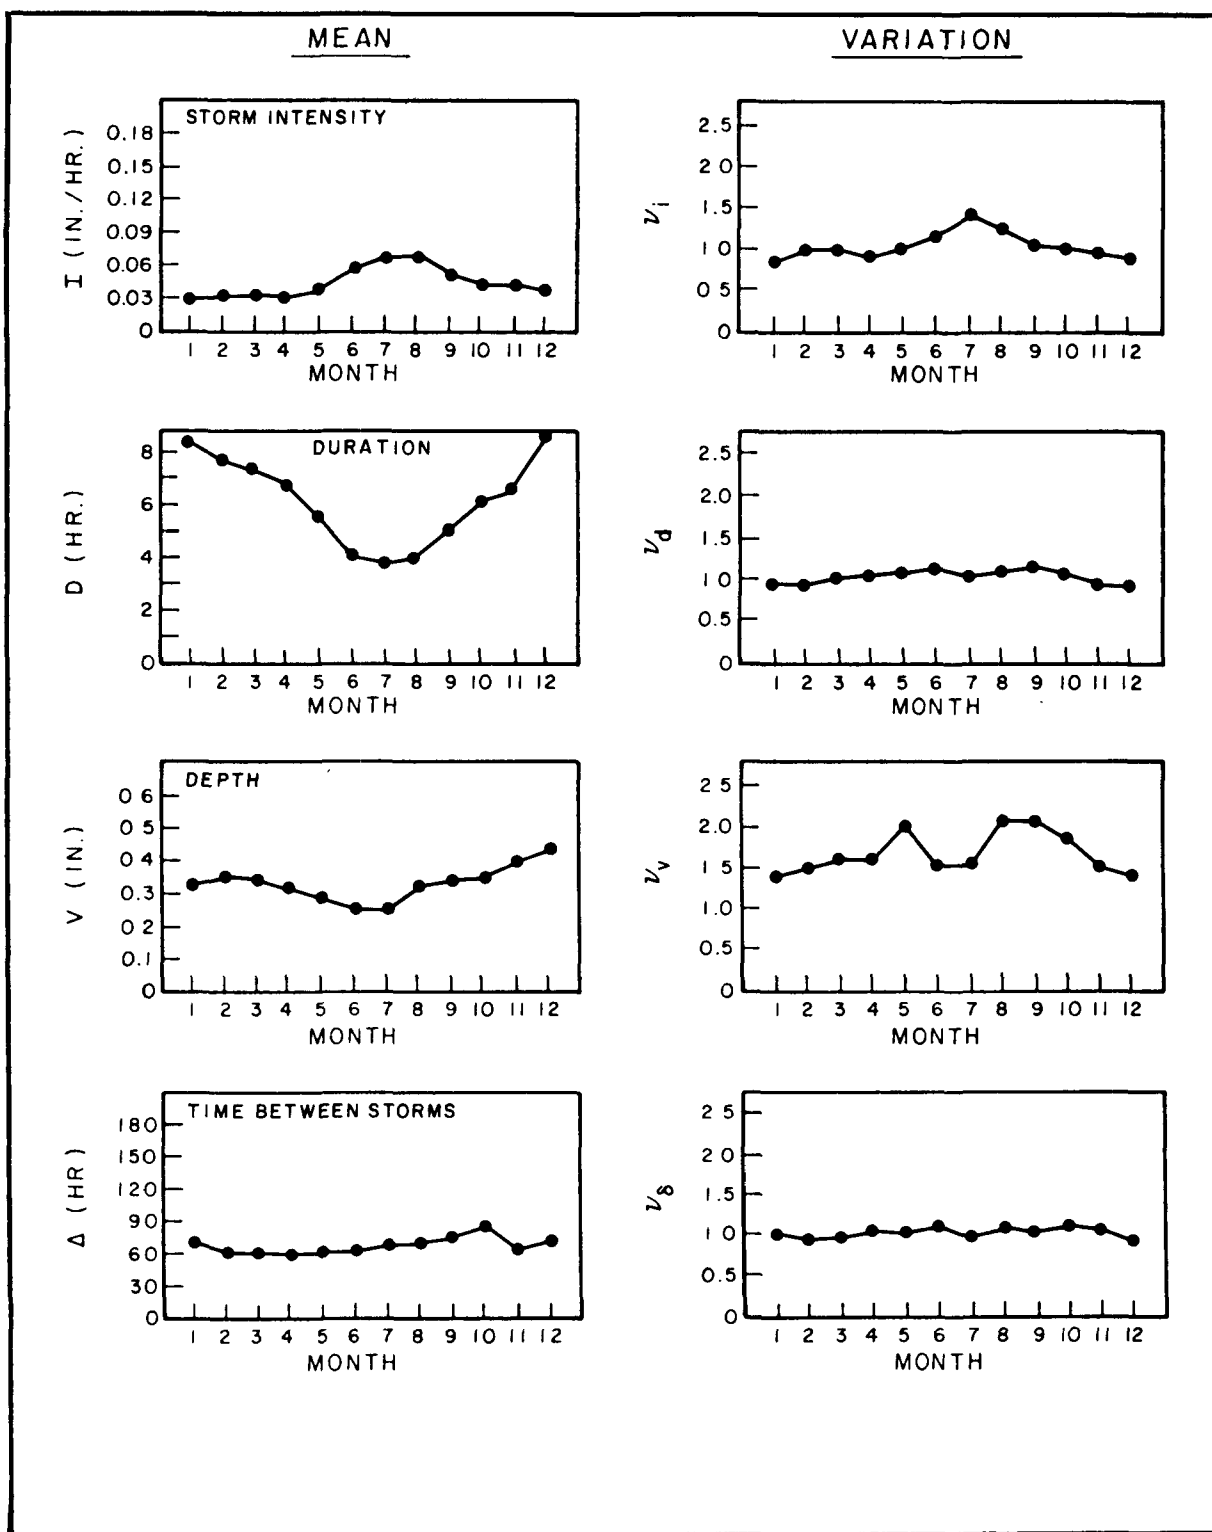 MEAN
VARIATION
STORM INTENSITY
I (IN./HR.)
0.18
0.15
0.12
0.09
0.06
0.03
0
1 2 3 4 5 6 7 8 9 10 11 12
MONTH
νi
2.5
2 0
1.5
1 0
0 5
0
1 2 3 4 5 6 7 8 9 10 11 12
MONTH
DURATION
D (HR.)
8
6
4
2
0
1 2 3 4 5 6 7 8 9 10 11 12
MONTH
νd
2.5
2.0
1.5
1 0
0.5
0
1 2 3 4 5 6 7 8 9 10 11 12
MONTH
DEPTH
V (IN.)
0 6
0 5
0 4
0.3
0 2
0.1
0
1 2 3 4 5 6 7 8 9 10 11 12
MONTH
νv
2 5
2.0
1 5
1.0
0.5
0
1 2 3 4 5 6 7 8 9 10 11 12
MONTH
TIME BETWEEN STORMS
Δ (HR)
180
150
120
90
60
30
0
1 2 3 4 5 6 7 8 9 10 11 12
MONTH
νδ
2 5
2 0
1.5
1 0
0.5
0
1 2 3 4 5 6 7 8 9 10 11 12
MONTH